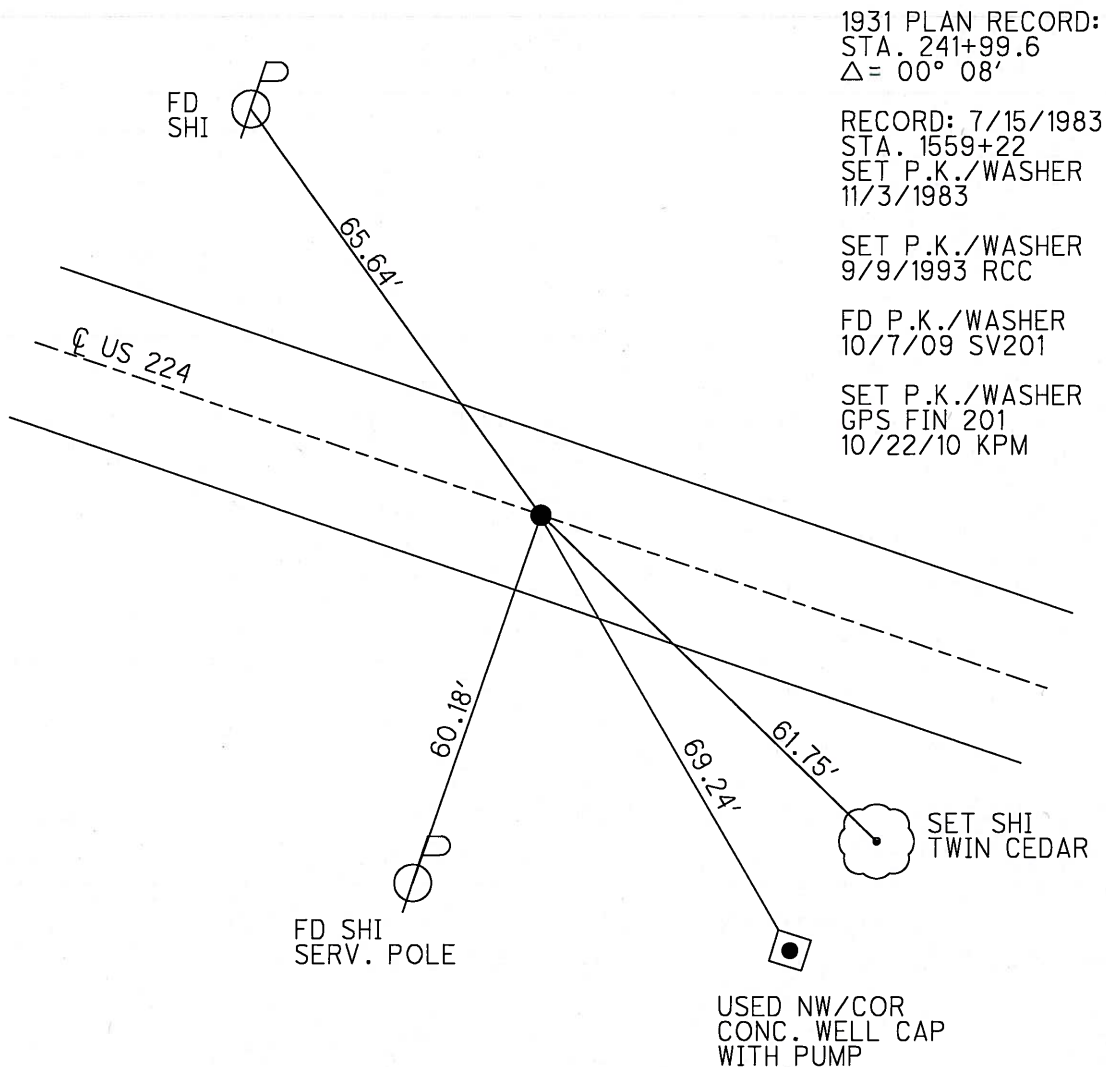 1931 PLAN RECORD:
STA. 241+99.6
△= 00° 08′
RECORD: 7/15/1983
STA. 1559+22
SET P.K./WASHER
11/3/1983
SET P.K./WASHER
9/9/1993 RCC
FD P.K./WASHER
10/7/09 SV201
SET P.K./WASHER
GPS FIN 201
10/22/10 KPM
FD
SHI
65.64′
℄ US 224
60.18′
69.24′
61.75′
SET SHI
TWIN CEDAR
FD SHI
SERV. POLE
USED NW/COR
CONC. WELL CAP
WITH PUMP